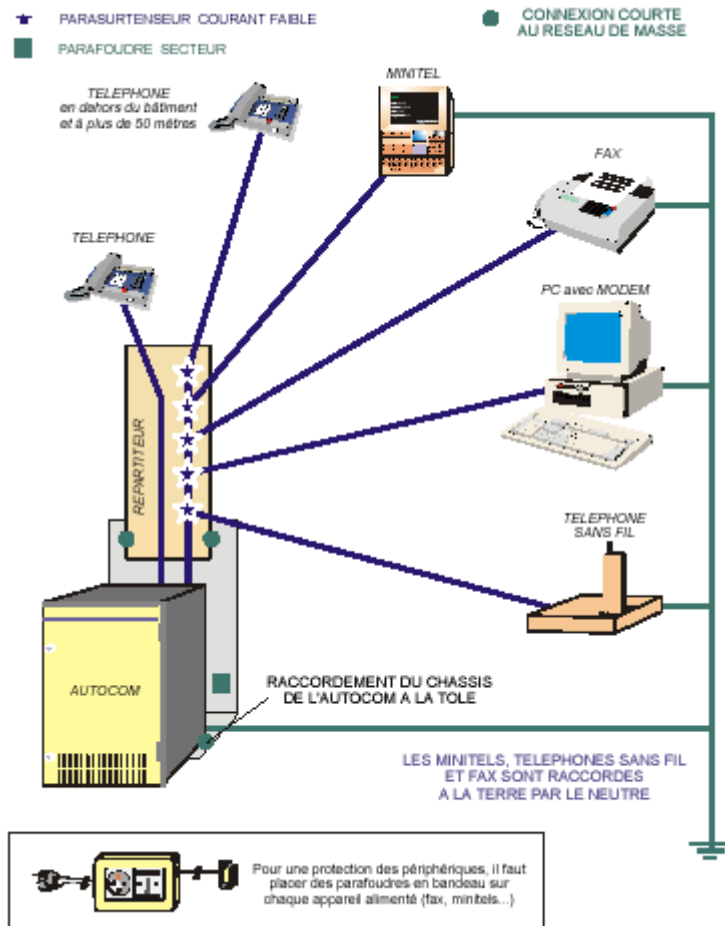 PARASURTENSEUR COURANT FAIBLE
PARAFOUDRE SECTEUR
CONNEXION COURTE
AU RESEAU DE MASSE
TELEPHONE
en dehors du bâtiment
et à plus de 50 mètres
MINITEL
FAX
TELEPHONE
PC avec MODEM
REPARTITEUR
TELEPHONE
SANS FIL
AUTOCOM
RACCORDEMENT DU CHASSIS
DE L'AUTOCOM A LA TOLE
LES MINITELS, TELEPHONES SANS FIL
ET FAX SONT RACCORDES
A LA TERRE PAR LE NEUTRE
Pour une protection des périphériques, il faut
placer des parafoudres en bandeau sur
chaque appareil alimenté (fax, minitels...)